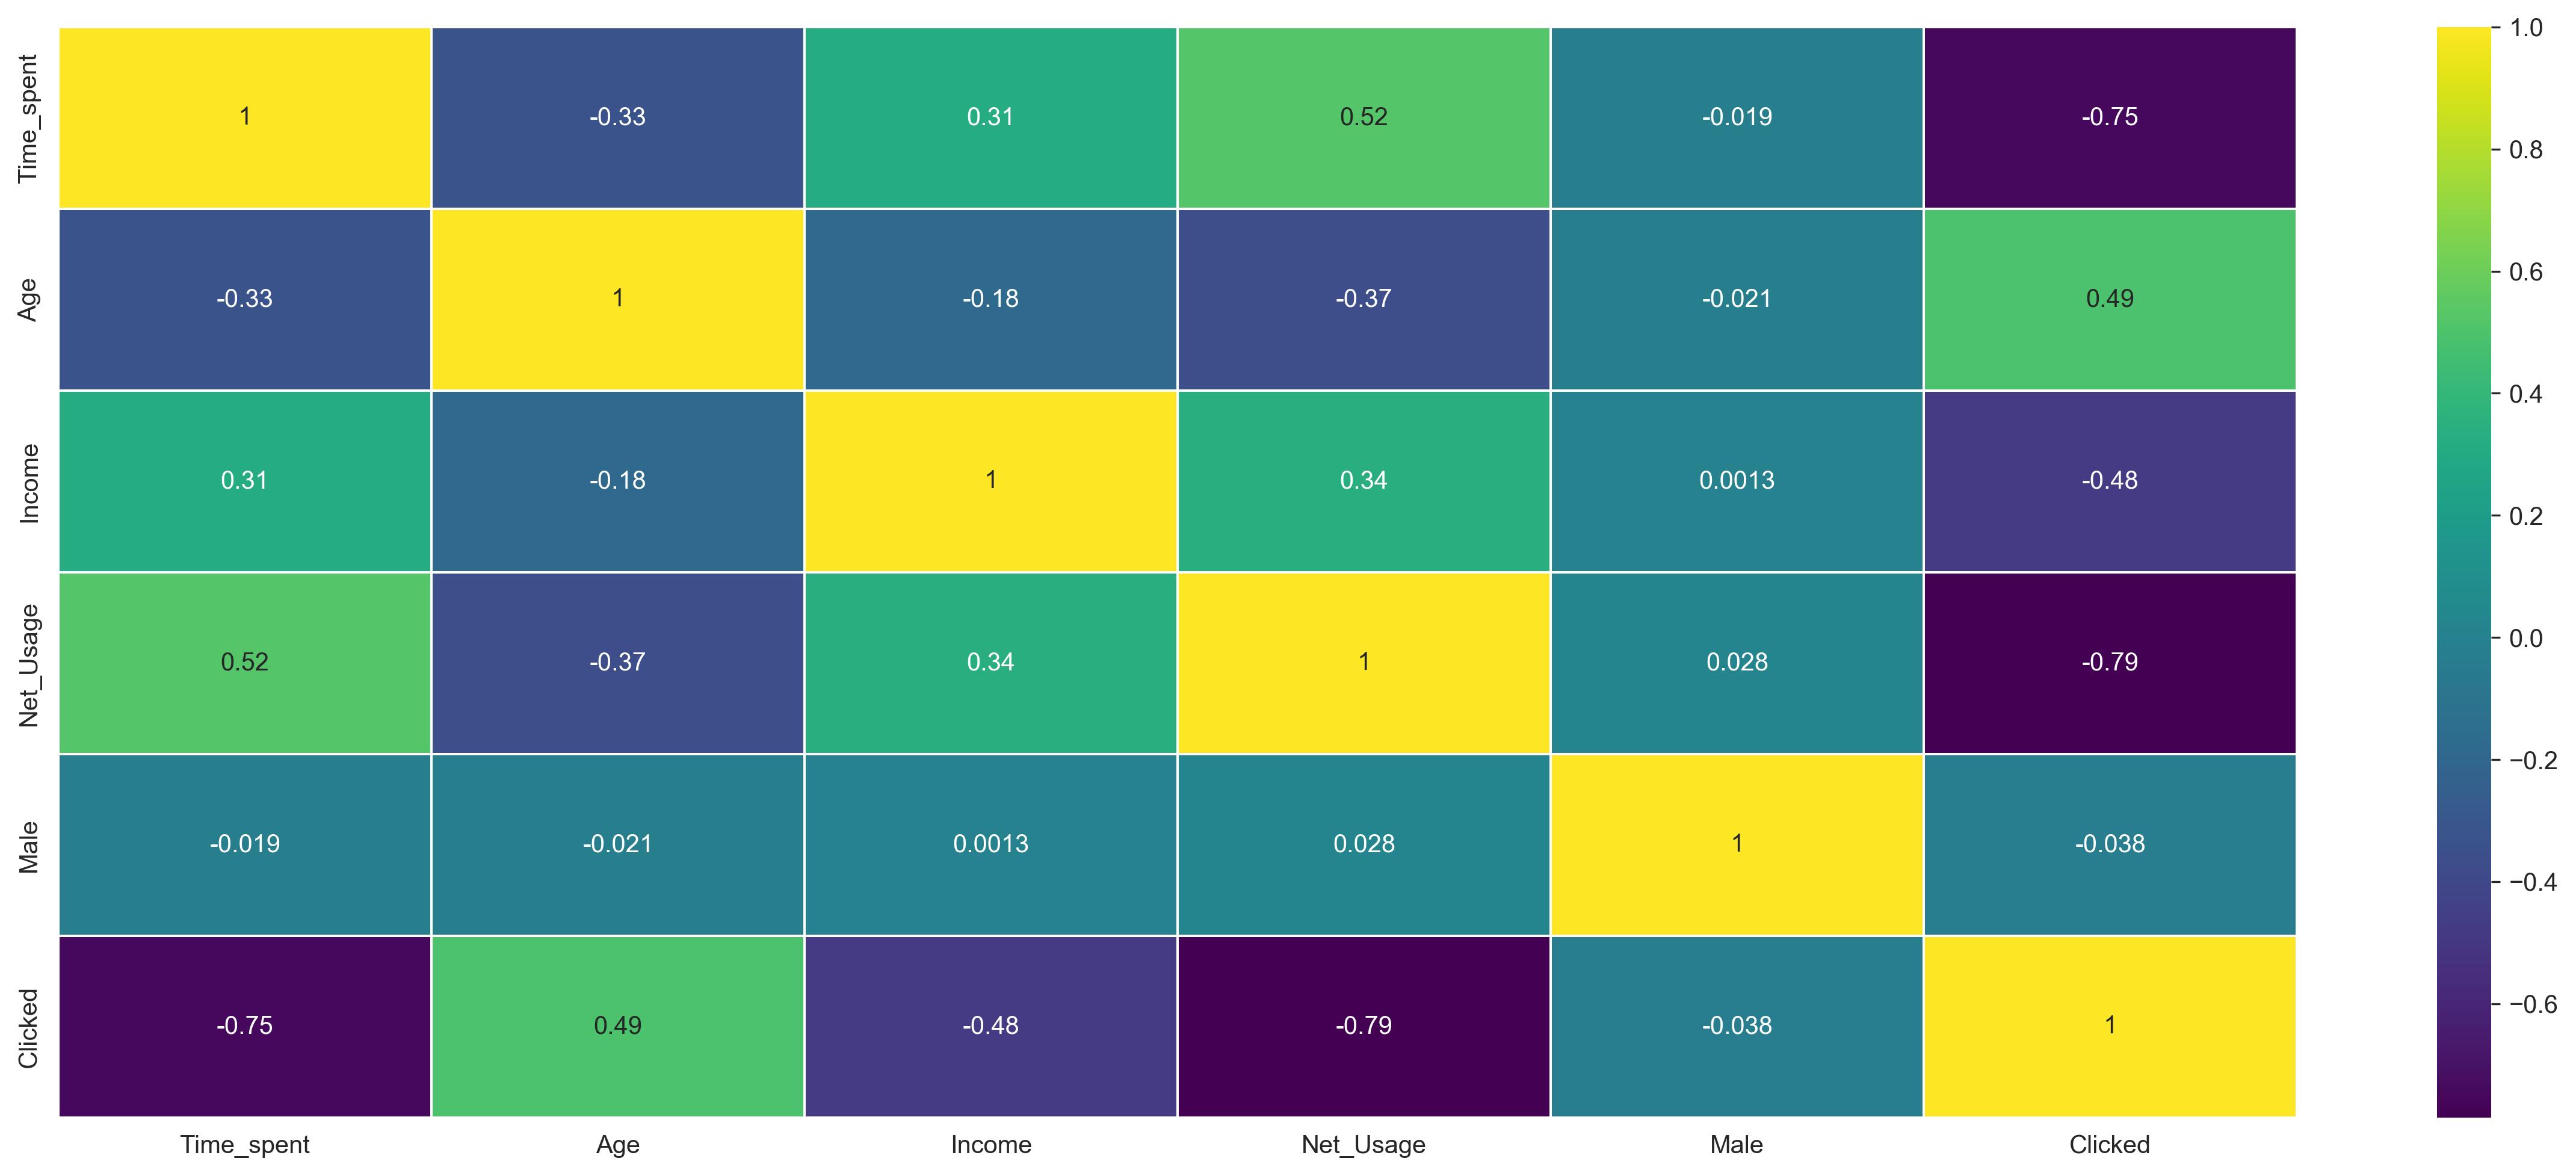 Time_spent 1 -0.33 0.31 0.52 -0.019 -0.75
Age -0.33 1 -0.18 -0.37 -0.021 0.49
Income 0.31 -0.18 1 0.34 0.0013 -0.48
Net_Usage 0.52 -0.37 0.34 1 0.028 -0.79
Male -0.019 -0.021 0.0013 0.028 1 -0.038
Clicked -0.75 0.49 -0.48 -0.79 -0.038 1
Time_spent Age Income Net_Usage Male Clicked
1.0
0.8
0.6
0.4
0.2
0.0
−0.2
−0.4
−0.6